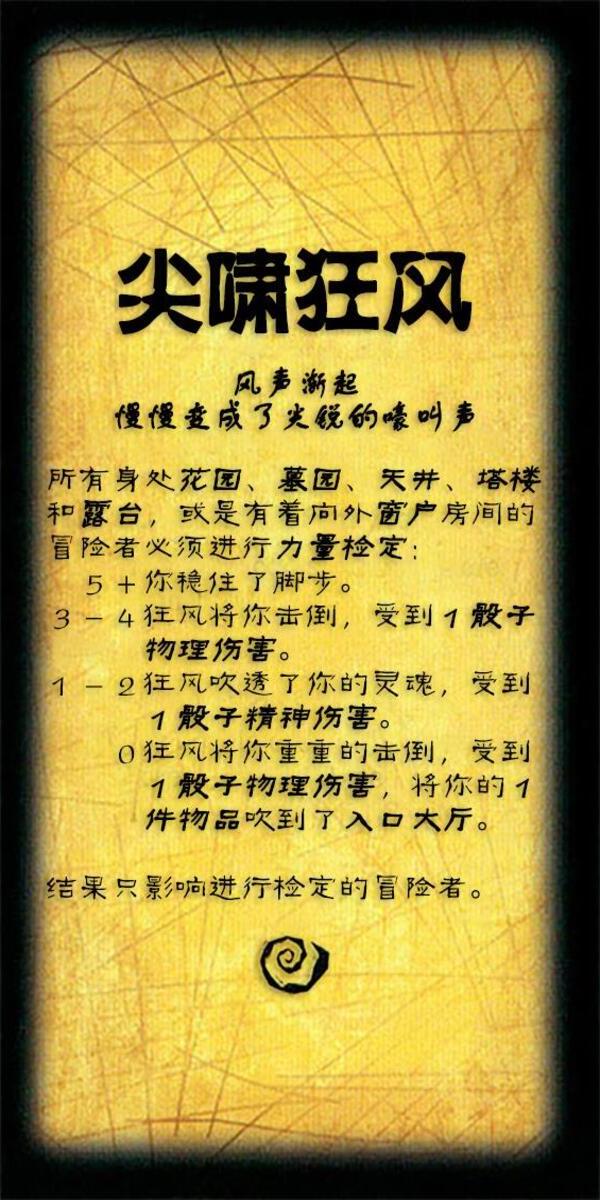 尖啸狂风
风声渐起
慢慢变成了尖锐的嚎叫声
所有身处花园、墓园、天井、塔楼
和露台，或是有着向外窗户房间的
冒险者必须进行力量检定：
5+你稳住了脚步。
3-4狂风将你击倒，受到1骰子
物理伤害。
1-2狂风吹透了你的灵魂，受到
1骰子精神伤害。
0狂风将你重重的击倒，受到
1骰子物理伤害，将你的1
件物品吹到了入口大厅。
结果只影响进行检定的冒险者。